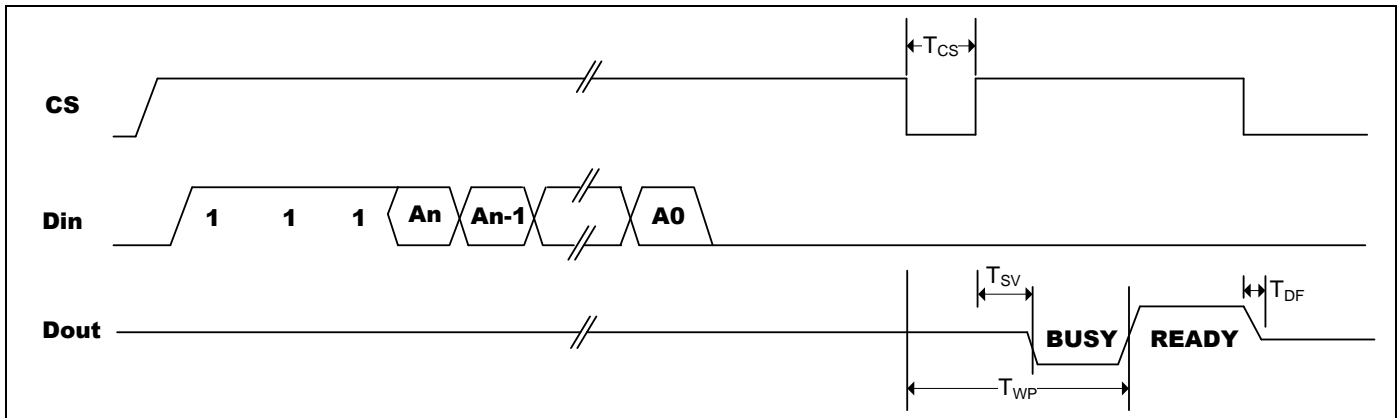 TCS
CS
Din 1 1 1 An An-1 A0
TSV
TDF
Dout BUSY READY
TWP